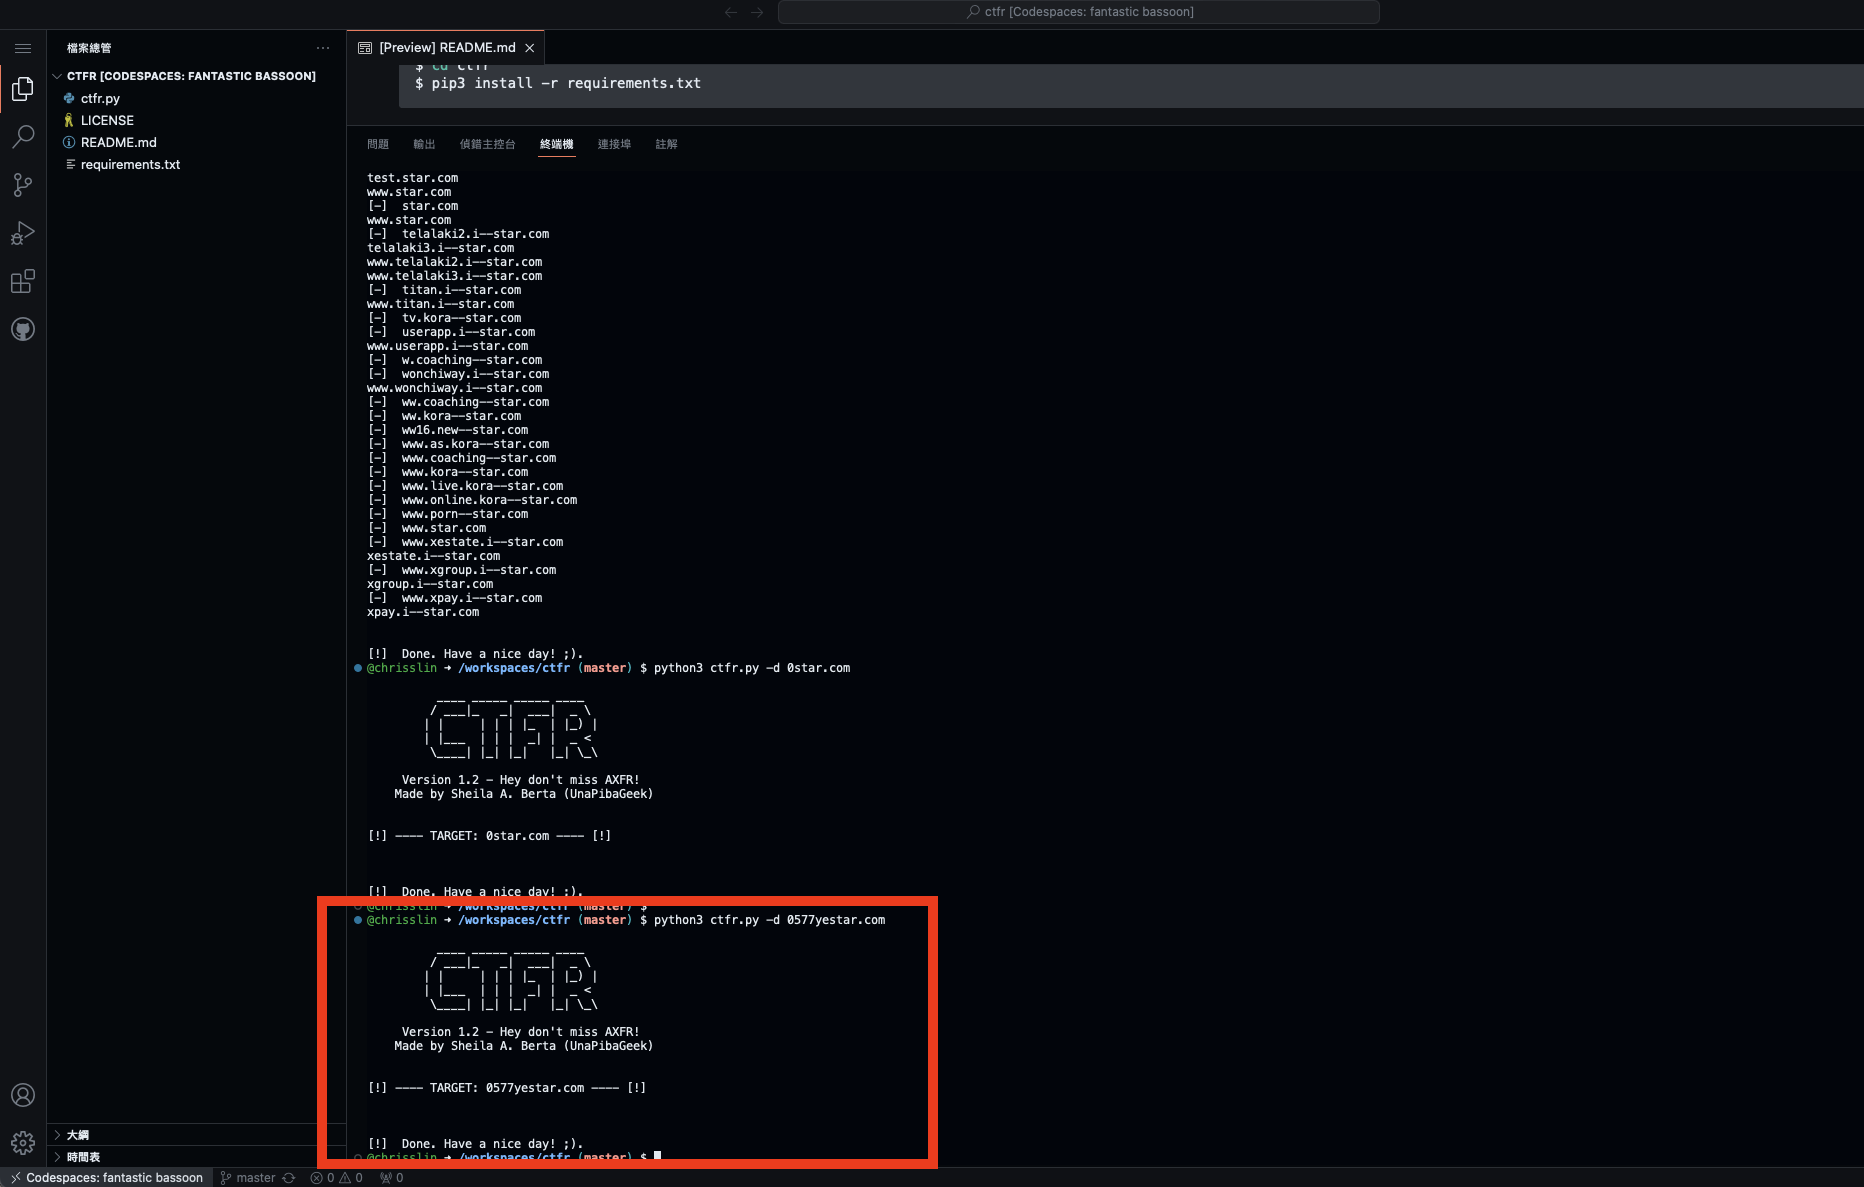 ctfr [Codespaces: fantastic bassoon]
檔案總管
CTFR [CODESPACES: FANTASTIC BASSOON]
ctfr.py
LICENSE
README.md
requirements.txt
大綱
時間表
[Preview] README.md
$ cd ctfr
$ pip3 install -r requirements.txt
問題 輸出 偵錯主控台 終端機 連接埠 註解
test.star.com
www.star.com
[-]  star.com
www.star.com
[-]  telalaki2.i--star.com
telalaki3.i--star.com
www.telalaki2.i--star.com
www.telalaki3.i--star.com
[-]  titan.i--star.com
www.titan.i--star.com
[-]  tv.kora--star.com
[-]  userapp.i--star.com
www.userapp.i--star.com
[-]  w.coaching--star.com
[-]  wonchiway.i--star.com
www.wonchiway.i--star.com
[-]  ww.coaching--star.com
[-]  ww.kora--star.com
[-]  ww16.new--star.com
[-]  www.as.kora--star.com
[-]  www.coaching--star.com
[-]  www.kora--star.com
[-]  www.live.kora--star.com
[-]  www.online.kora--star.com
[-]  www.porn--star.com
[-]  www.star.com
[-]  www.xestate.i--star.com
xestate.i--star.com
[-]  www.xgroup.i--star.com
xgroup.i--star.com
[-]  www.xpay.i--star.com
xpay.i--star.com
[!]  Done. Have a nice day! ;).
@chrisslin ➜ /workspaces/ctfr (master) $ python3 ctfr.py -d 0star.com
CTFR
Version 1.2 - Hey don't miss AXFR!
Made by Sheila A. Berta (UnaPibaGeek)
[!] ---- TARGET: 0star.com ---- [!]
[!]  Done. Have a nice day! ;).
@chrisslin ➜ /workspaces/ctfr (master) $
@chrisslin ➜ /workspaces/ctfr (master) $ python3 ctfr.py -d 0577yestar.com
CTFR
Version 1.2 - Hey don't miss AXFR!
Made by Sheila A. Berta (UnaPibaGeek)
[!] ---- TARGET: 0577yestar.com ---- [!]
[!]  Done. Have a nice day! ;).
@chrisslin ➜ /workspaces/ctfr (master) $
Codespaces: fantastic bassoon master 0 0 0